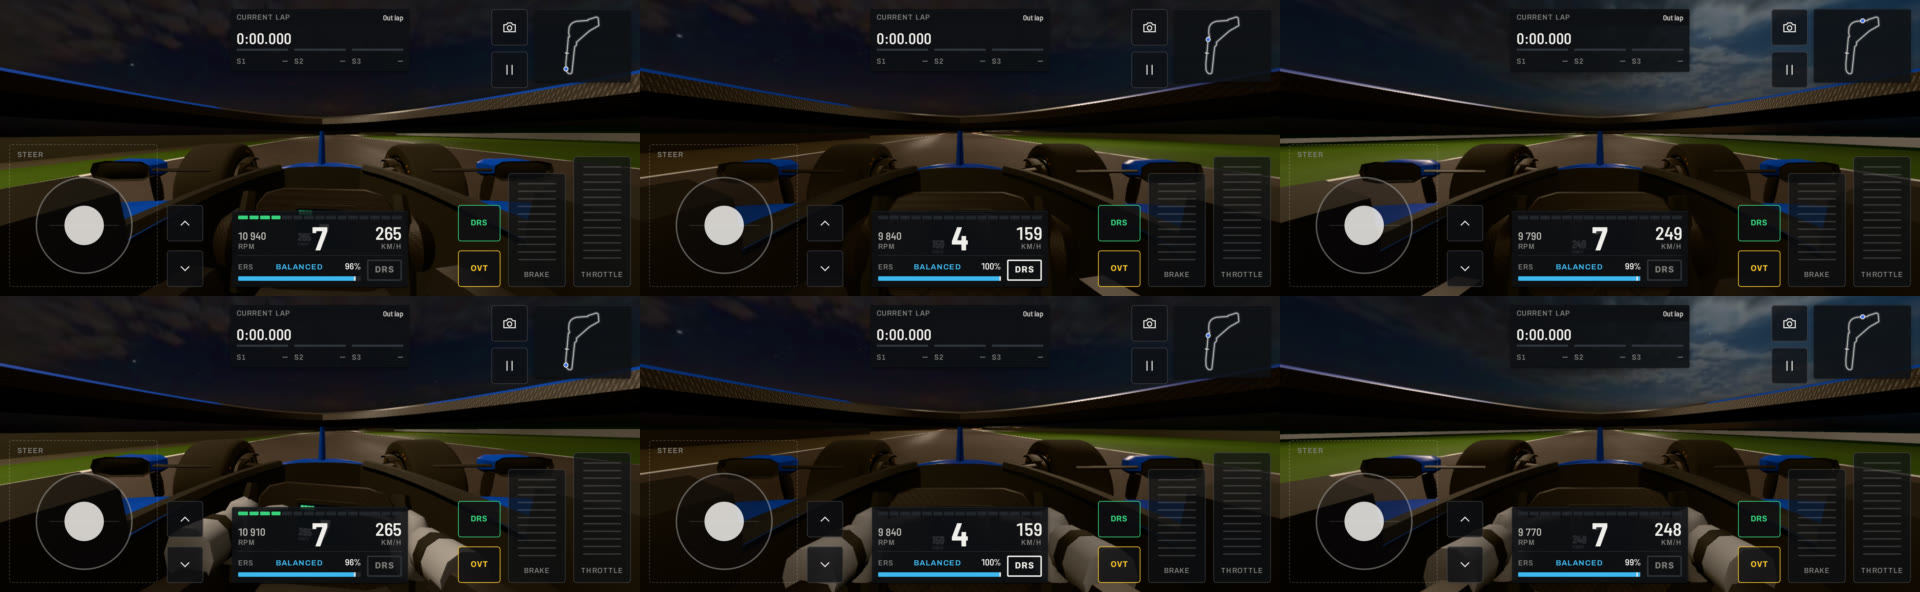 CURRENT LAP Out lap
0:00.000
S1 – S2 – S3 –
STEER
10 940 RPM 7 265 KM/H
ERS BALANCED 96% DRS
DRS
OVT
BRAKE
THROTTLE
CURRENT LAP Out lap
0:00.000
S1 – S2 – S3 –
STEER
9 840 RPM 4 159 KM/H
ERS BALANCED 100% DRS
DRS
OVT
BRAKE
THROTTLE
CURRENT LAP Out lap
0:00.000
S1 – S2 – S3 –
STEER
9 790 RPM 7 249 KM/H
ERS BALANCED 99% DRS
DRS
OVT
BRAKE
THROTTLE
CURRENT LAP Out lap
0:00.000
S1 – S2 – S3 –
STEER
10 910 RPM 7 265 KM/H
ERS BALANCED 96% DRS
DRS
OVT
BRAKE
THROTTLE
CURRENT LAP Out lap
0:00.000
S1 – S2 – S3 –
STEER
9 840 RPM 4 159 KM/H
ERS BALANCED 100% DRS
DRS
OVT
BRAKE
THROTTLE
CURRENT LAP Out lap
0:00.000
S1 – S2 – S3 –
STEER
9 770 RPM 7 248 KM/H
ERS BALANCED 99% DRS
DRS
OVT
BRAKE
THROTTLE